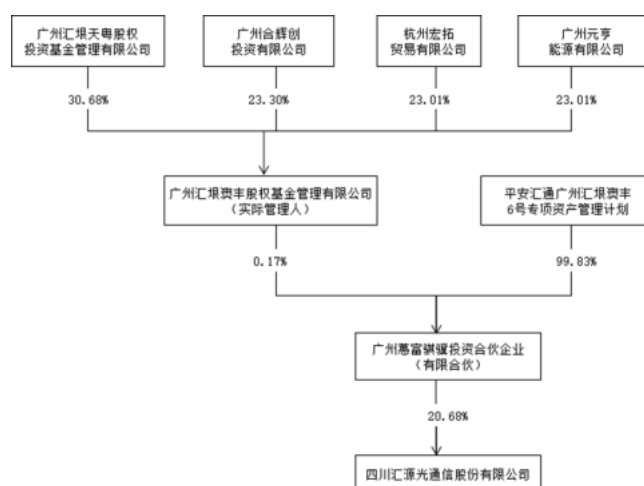 广州汇垠天粤股权
投资基金管理有限公司
广州合辉创
投资有限公司
杭州宏拓
贸易有限公司
广州元亨
能源有限公司
30.68%
23.30%
23.01%
23.01%
广州汇垠澳丰股权基金管理有限公司
（实际管理人）
平安汇通广州汇垠澳丰
6号专项资产管理计划
0.17%
99.83%
广州蕙富骐骥投资合伙企业
（有限合伙）
20.68%
四川汇源光通信股份有限公司